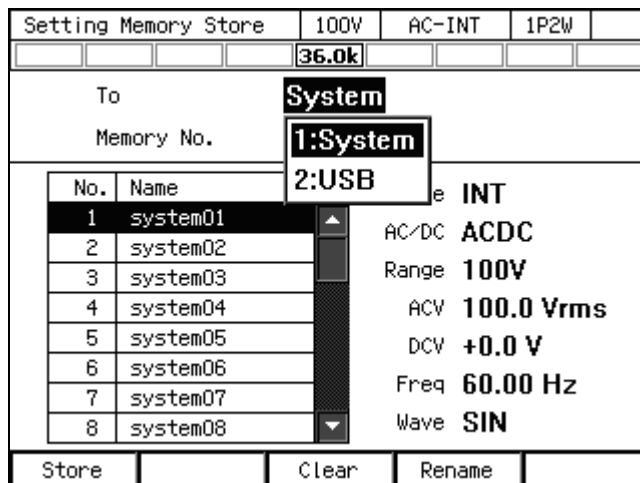 Setting Memory Store 100V AC-INT 1P2W
36.0k
To System
Memory No.
1:System
2:USB
No. Name
1 system01
2 system02
3 system03
4 system04
5 system05
6 system06
7 system07
8 system08
e INT
AC/DC ACDC
Range 100V
ACV 100.0 Vrms
DCV +0.0 V
Freq 60.00 Hz
Wave SIN
Store Clear Rename